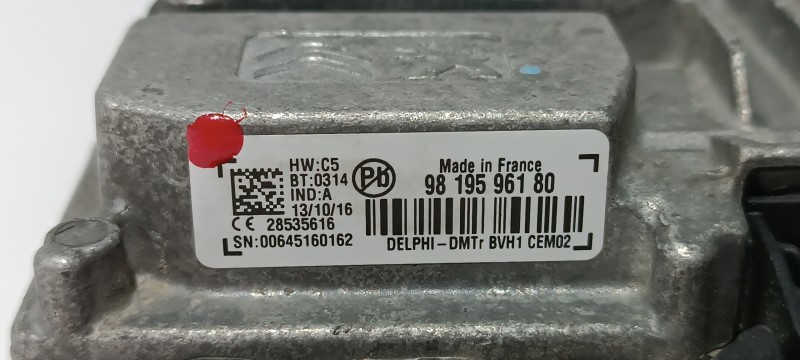 HW:C5
BT:0314
IND:A
13/10/16
CE 28535616
SN:00645160162
Pb
Made in France
98 195 961 80
DELPHI-DMTr BVH1 CEM02